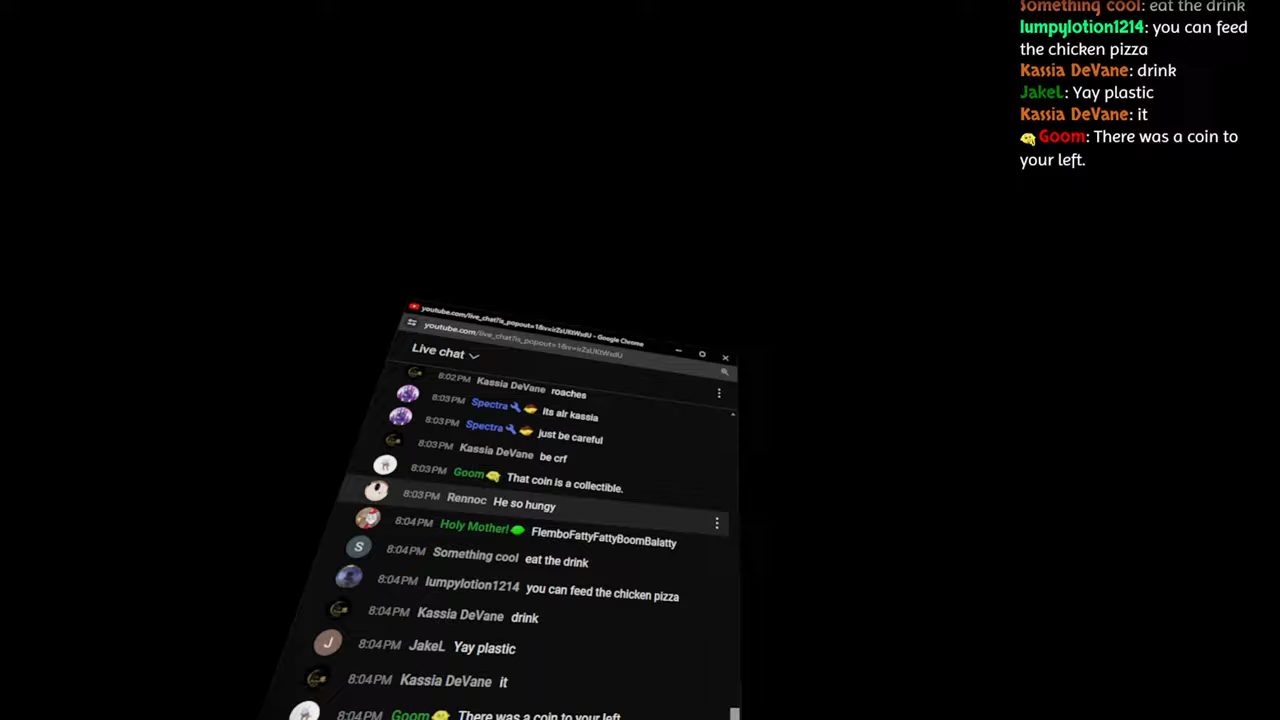 Something cool: eat the drink
lumpylotion1214: you can feed
the chicken pizza
Kassia DeVane: drink
JakeL: Yay plastic
Kassia DeVane: it
Goom: There was a coin to
your left.
Live chat
8:02 PM Kassia DeVane roaches
8:03 PM Spectra its alr kassia
8:03 PM Spectra just be careful
8:03 PM Kassia DeVane be crf
8:03 PM Goom That coin is a collectible.
8:03 PM Rennoc He so hungy
8:04 PM Holy Mother! FlemboFattyFattyBoomBalatty
S 8:04 PM Something cool eat the drink
8:04 PM lumpylotion1214 you can feed the chicken pizza
8:04 PM Kassia DeVane drink
J 8:04 PM JakeL Yay plastic
8:04 PM Kassia DeVane it
8:04 PM Goom There was a coin to your left.